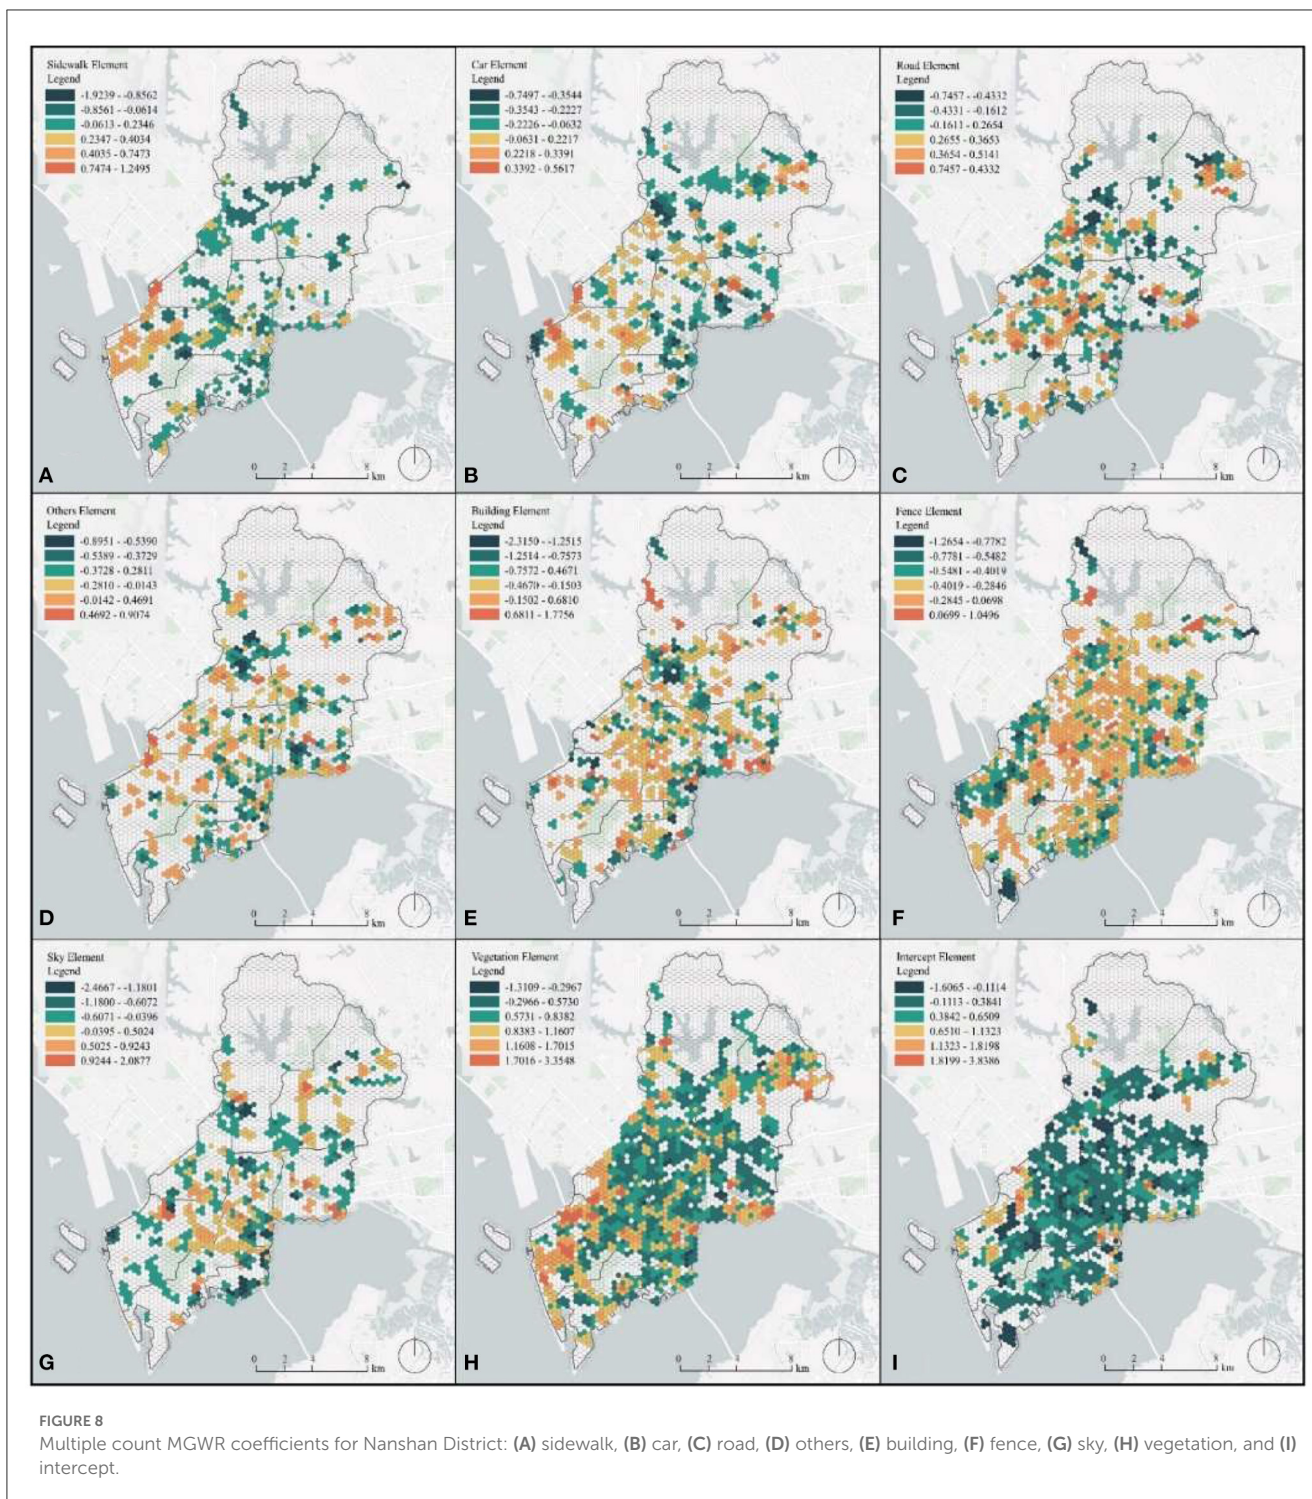 Sidewalk Element
Legend
-1.9239 - -0.8562
-0.8561 - -0.0614
-0.0613 - 0.2346
0.2347 - 0.4034
0.4035 - 0.7473
0.7474 - 1.2495
A
0 2 4 8
km
Car Element
Legend
-0.7497 - -0.3544
-0.3543 - -0.2227
-0.2226 - -0.0632
-0.0631 - 0.2217
0.2218 - 0.3391
0.3392 - 0.5617
B
0 2 4 8
km
Road Element
Legend
-0.7457 - -0.4332
-0.4331 - -0.1612
-0.1611 - 0.2654
0.2655 - 0.3653
0.3654 - 0.5141
0.7457 - 0.4332
C
0 2 4 8
km
Others Element
Legend
-0.8951 - -0.5390
-0.5389 - -0.3729
-0.3728 - 0.2811
-0.2810 - -0.0143
-0.0142 - 0.4691
0.4692 - 0.9074
D
0 2 4 8
km
Building Element
Legend
-2.3150 - -1.2515
-1.2514 - -0.7573
-0.7572 - 0.4671
-0.4670 - -0.1503
-0.1502 - 0.6810
0.6811 - 1.7756
E
0 2 4 8
km
Fence Element
Legend
-1.2654 - -0.7782
-0.7781 - -0.5482
-0.5481 - -0.4019
-0.4019 - -0.2846
-0.2845 - 0.0698
0.0699 - 1.0496
F
0 2 4 8
km
Sky Element
Legend
-2.4667 - -1.1801
-1.1800 - -0.6072
-0.6071 - -0.0396
-0.0395 - 0.5024
0.5025 - 0.9243
0.9244 - 2.0877
G
0 2 4 8
km
Vegetation Element
Legend
-1.3109 - -0.2967
-0.2966 - 0.5730
0.5731 - 0.8382
0.8383 - 1.1607
1.1608 - 1.7015
1.7016 - 3.3548
H
0 2 4 8
km
Intercept Element
Legend
-1.6065 - -0.1114
-0.1113 - 0.3841
0.3842 - 0.6509
0.6510 - 1.1323
1.1323 - 1.8198
1.8199 - 3.8386
I
0 2 4 8
km
FIGURE 8
Multiple count MGWR coefficients for Nanshan District: (A) sidewalk, (B) car, (C) road, (D) others, (E) building, (F) fence, (G) sky, (H) vegetation, and (I)
intercept.